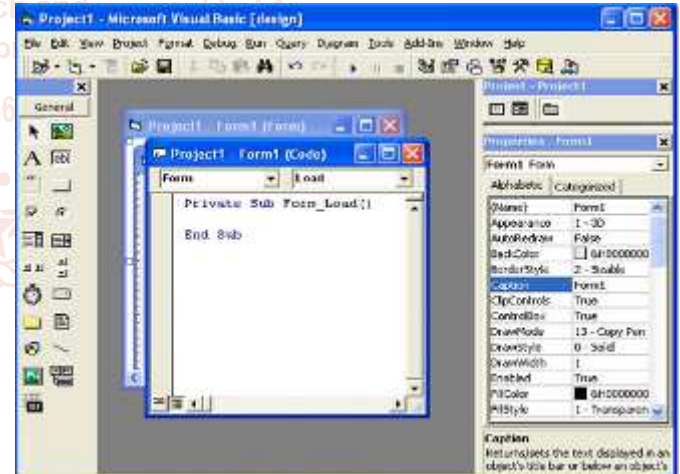 Project1 - Microsoft Visual Basic [design]
File Edit View Project Format Debug Run Query Diagram Tools Add-Ins Window Help
General
Project1 - Form1 (Form)
Project1 - Form1 (Code)
Form Load
Private Sub Form_Load()
End Sub
Project - Project1
Properties - Form1
Form1 Form
Alphabetic Categorized
(Name) Form1
Appearance 1 - 3D
AutoRedraw False
BackColor &H0000000
BorderStyle 2 - Sizable
Caption Form1
ClipControls True
ControlBox True
DrawMode 13 - Copy Pen
DrawStyle 0 - Solid
DrawWidth 1
Enabled True
FillColor &H0000000
FillStyle 1 - Transparen
Caption
Returns/sets the text displayed in an
object's title bar or below an object's